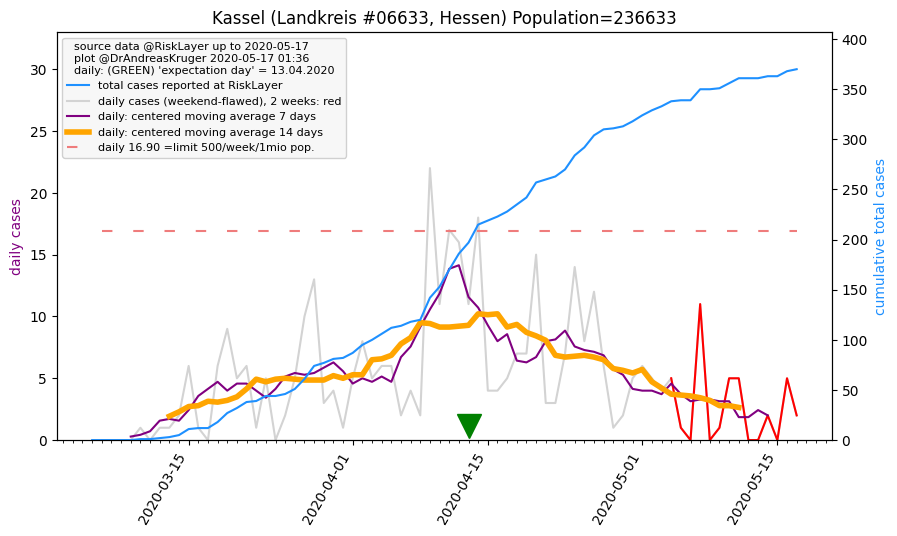 Kassel (Landkreis #06633, Hessen) Population=236633
source data @RiskLayer up to 2020-05-17
plot @DrAndreasKruger 2020-05-17 01:36
daily: (GREEN) 'expectation day' = 13.04.2020
total cases reported at RiskLayer
daily cases (weekend-flawed), 2 weeks: red
daily: centered moving average 7 days
daily: centered moving average 14 days
daily 16.90 =limit 500/week/1mio pop.
daily cases
30
25
20
15
10
5
0
400
350
300
250
200
150
100
50
0
cumulative total cases
2020-03-15
2020-04-01
2020-04-15
2020-05-01
2020-05-15